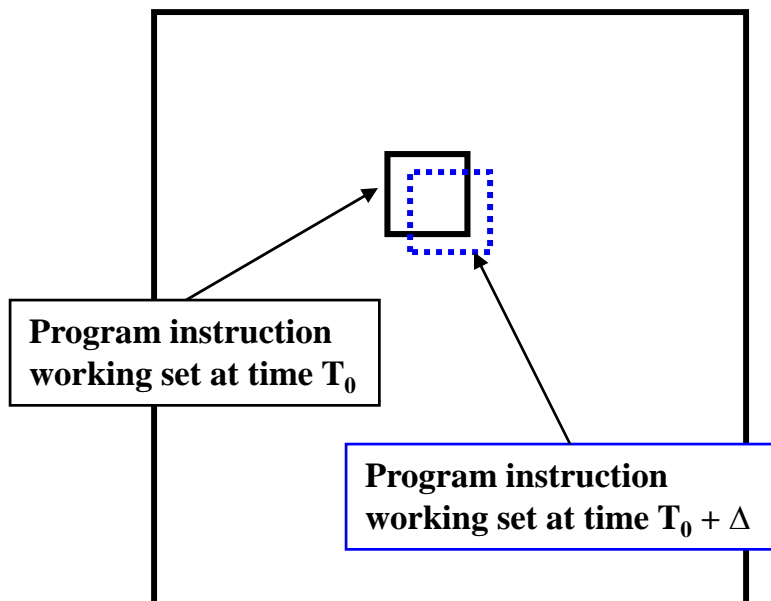 Program instruction
working set at time T₀
Program instruction
working set at time T₀ + Δ